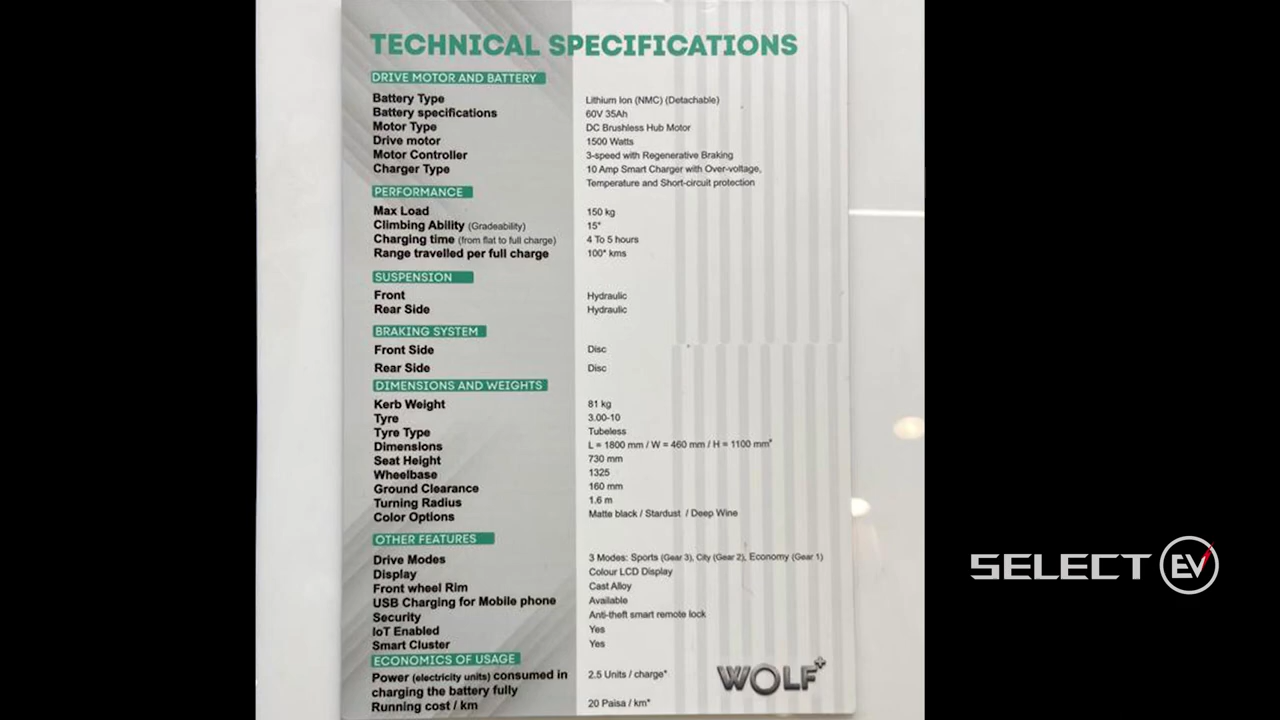 TECHNICAL SPECIFICATIONS
DRIVE MOTOR AND BATTERY
Battery Type Lithium Ion (NMC) (Detachable)
Battery specifications 60V 35Ah
Motor Type DC Brushless Hub Motor
Drive motor 1500 Watts
Motor Controller 3-speed with Regenerative Braking
Charger Type 10 Amp Smart Charger with Over-voltage,
Temperature and Short-circuit protection
PERFORMANCE
Max Load 150 kg
Climbing Ability (Gradeability) 15°
Charging time (from flat to full charge) 4 To 5 hours
Range travelled per full charge 100* kms
SUSPENSION
Front Hydraulic
Rear Side Hydraulic
BRAKING SYSTEM
Front Side Disc
Rear Side Disc
DIMENSIONS AND WEIGHTS
Kerb Weight 81 kg
Tyre 3.00-10
Tyre Type Tubeless
Dimensions L = 1800 mm / W = 460 mm / H = 1100 mm*
Seat Height 730 mm
Wheelbase 1325
Ground Clearance 160 mm
Turning Radius 1.6 m
Color Options Matte black / Stardust / Deep Wine
OTHER FEATURES
Drive Modes 3 Modes: Sports (Gear 3), City (Gear 2), Economy (Gear 1)
Display Colour LCD Display
Front wheel Rim Cast Alloy
USB Charging for Mobile phone Available
Security Anti-theft smart remote lock
IoT Enabled Yes
Smart Cluster Yes
ECONOMICS OF USAGE
Power (electricity units) consumed in 2.5 Units / charge*
charging the battery fully
Running cost / km 20 Paisa / km*
WOLF+
SELECT EV